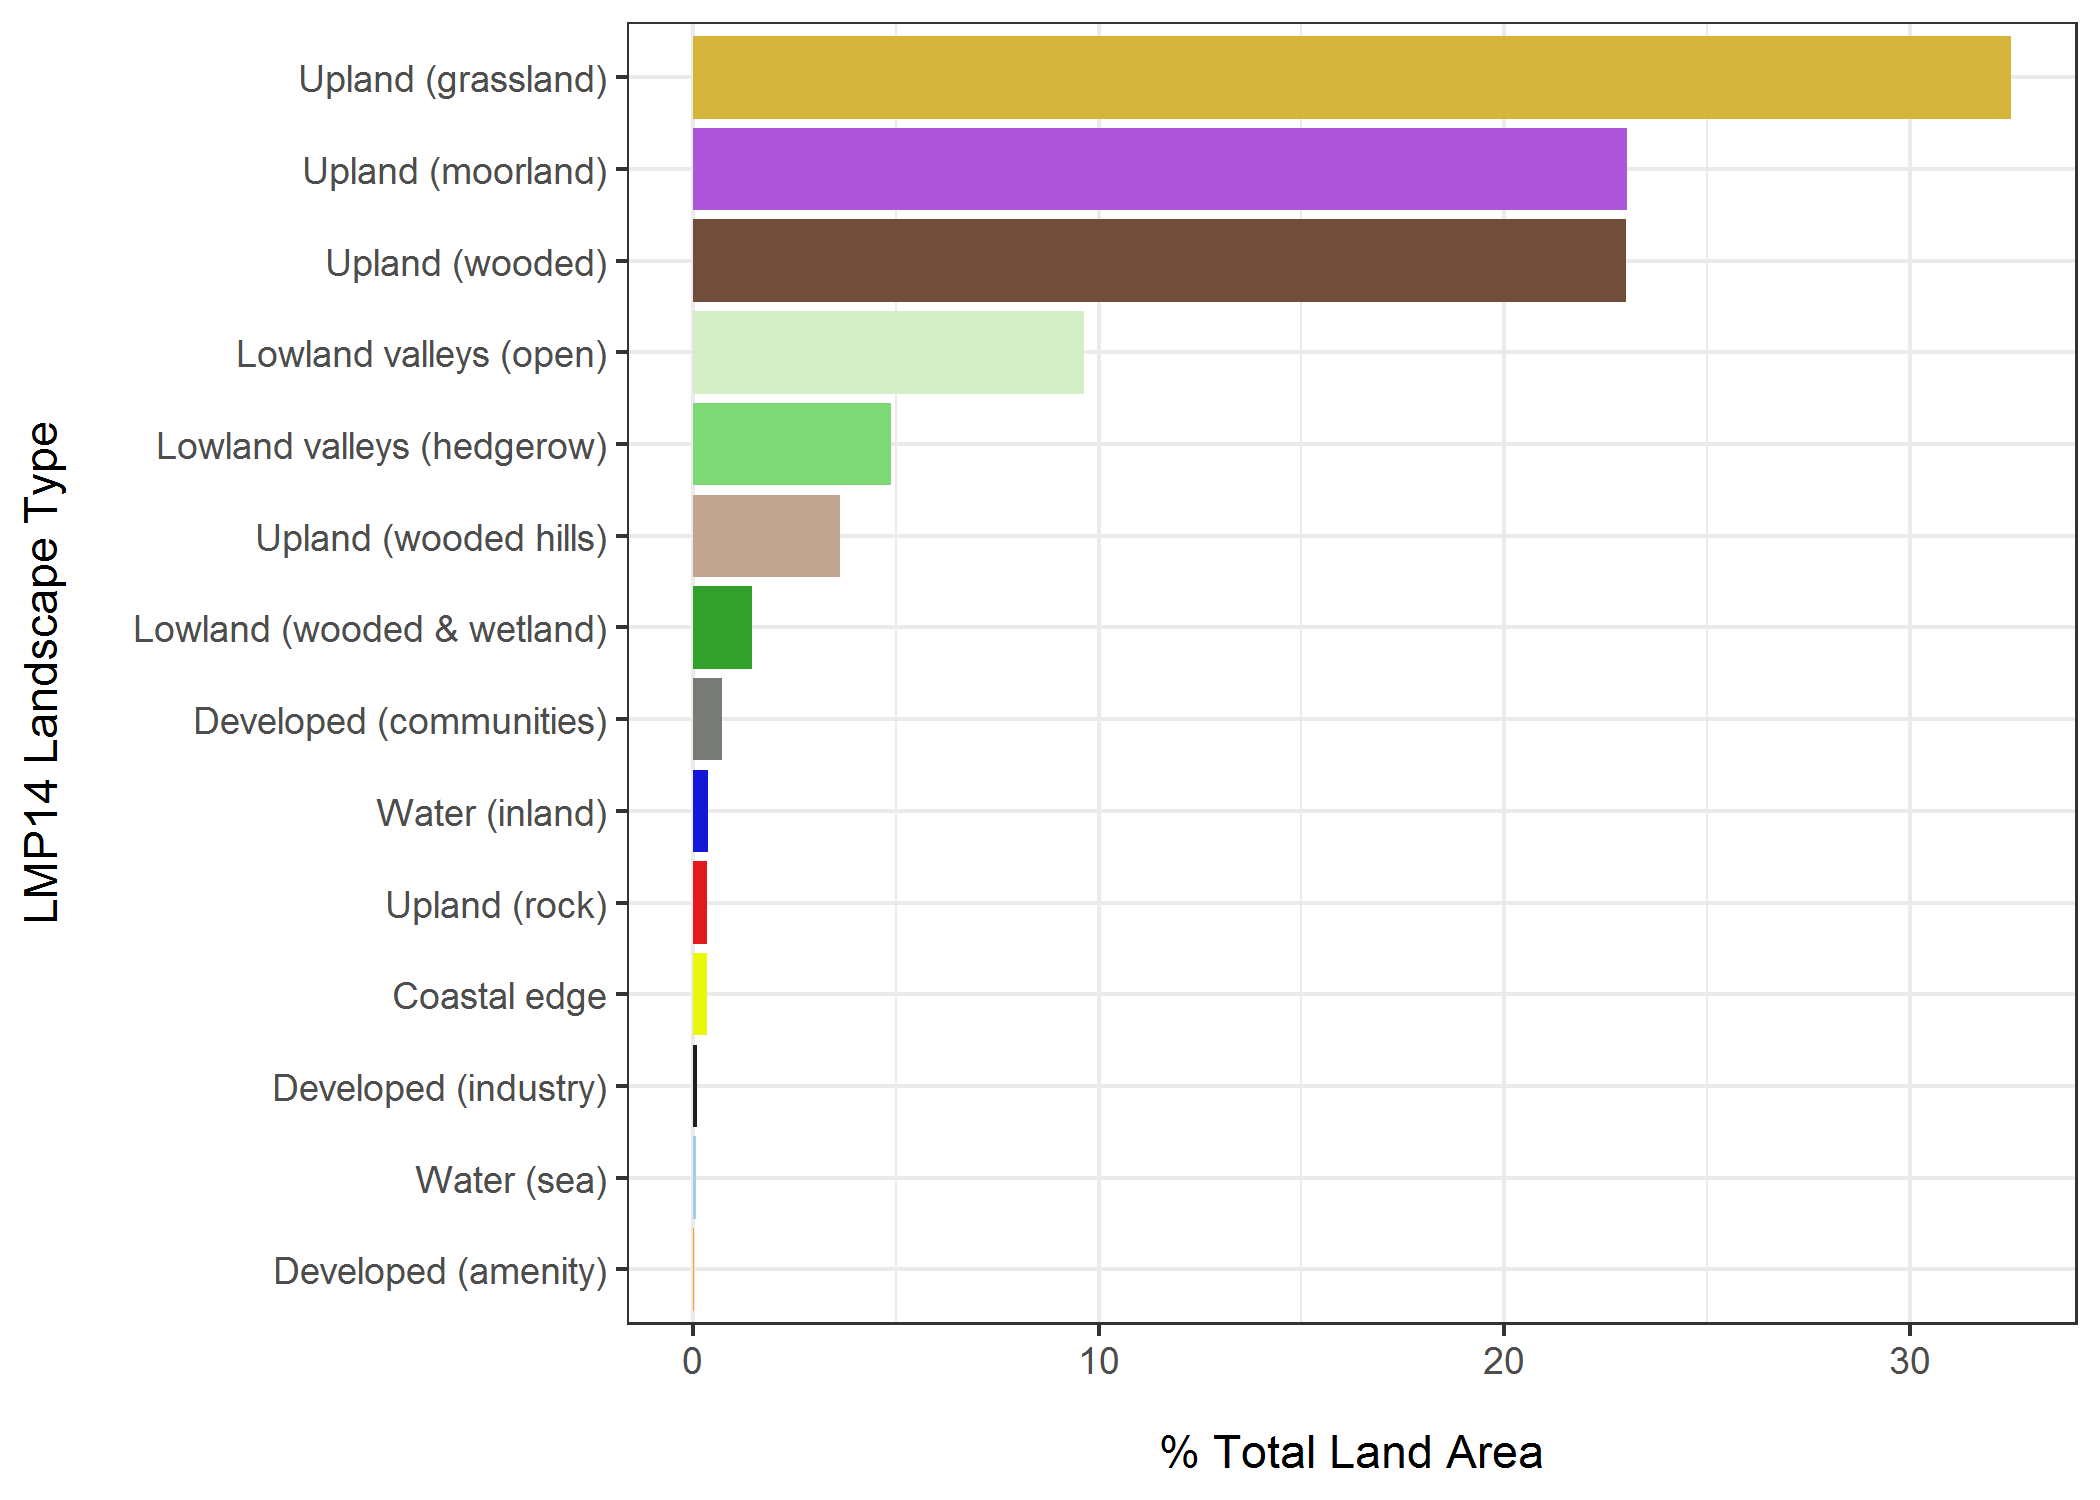 Upland (grassland)
Upland (moorland)
Upland (wooded)
Lowland valleys (open)
Lowland valleys (hedgerow)
Upland (wooded hills)
Lowland (wooded & wetland)
Developed (communities)
Water (inland)
Upland (rock)
Coastal edge
Developed (industry)
Water (sea)
Developed (amenity)
LMP14 Landscape Type
0 10 20 30
% Total Land Area